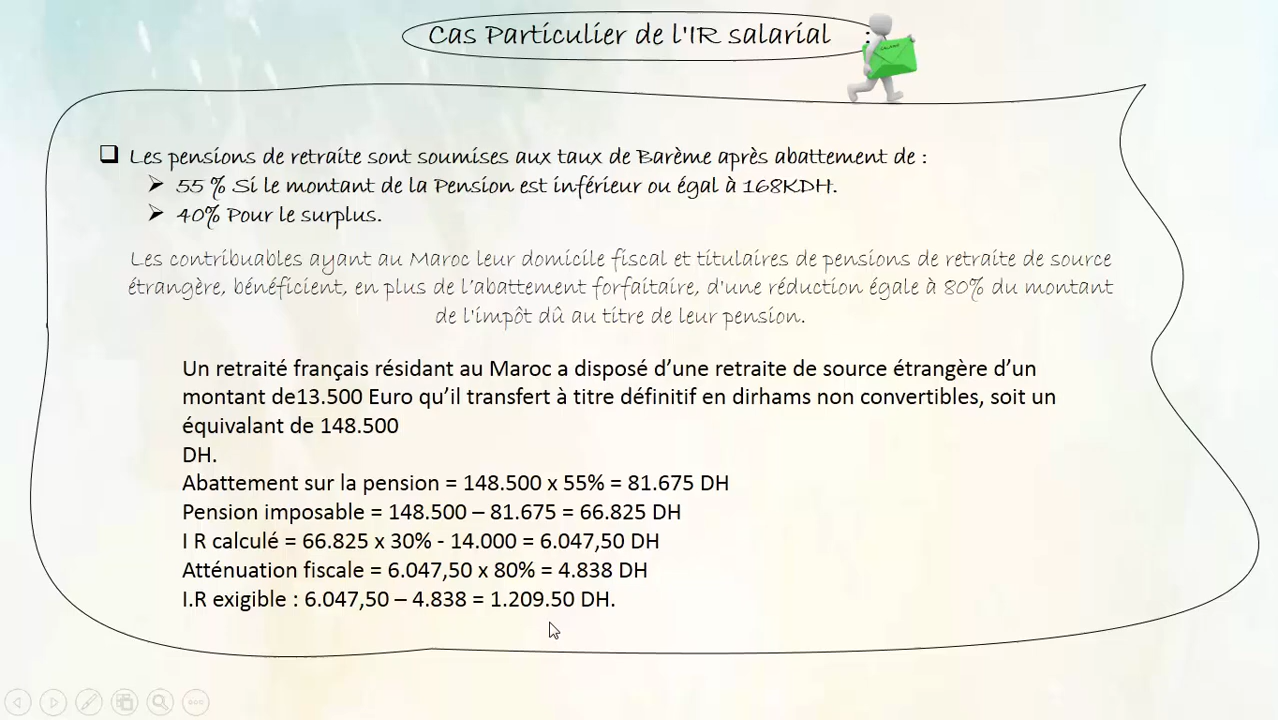 Cas Particulier de l'IR salarial :
Les pensions de retraite sont soumises aux taux de Barème après abattement de :
55 % Si le montant de la Pension est inférieur ou égal à 168KDH.
40% Pour le surplus.
Les contribuables ayant au Maroc leur domicile fiscal et titulaires de pensions de retraite de source
étrangère, bénéficient, en plus de l'abattement forfaitaire, d'une réduction égale à 80% du montant
de l'impôt dû au titre de leur pension.
Un retraité français résidant au Maroc a disposé d’une retraite de source étrangère d’un
montant de13.500 Euro qu’il transfert à titre définitif en dirhams non convertibles, soit un
équivalant de 148.500
DH.
Abattement sur la pension = 148.500 x 55% = 81.675 DH
Pension imposable = 148.500 – 81.675 = 66.825 DH
I R calculé = 66.825 x 30% - 14.000 = 6.047,50 DH
Atténuation fiscale = 6.047,50 x 80% = 4.838 DH
I.R exigible : 6.047,50 – 4.838 = 1.209.50 DH.